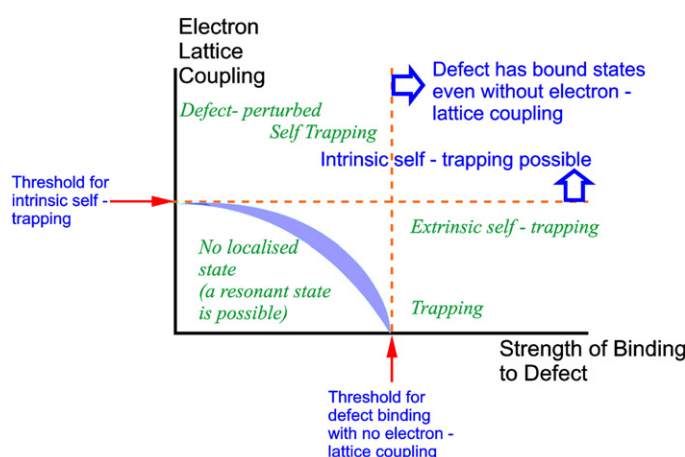 Electron
Lattice
Coupling
Defect has bound states
even without electron -
lattice coupling
Defect- perturbed
Self Trapping
Intrinsic self - trapping possible
Threshold for
intrinsic self -
trapping
Extrinsic self - trapping
No localised
state
(a resonant state
is possible)
Trapping
Strength of Binding
to Defect
Threshold for
defect binding
with no electron -
lattice coupling